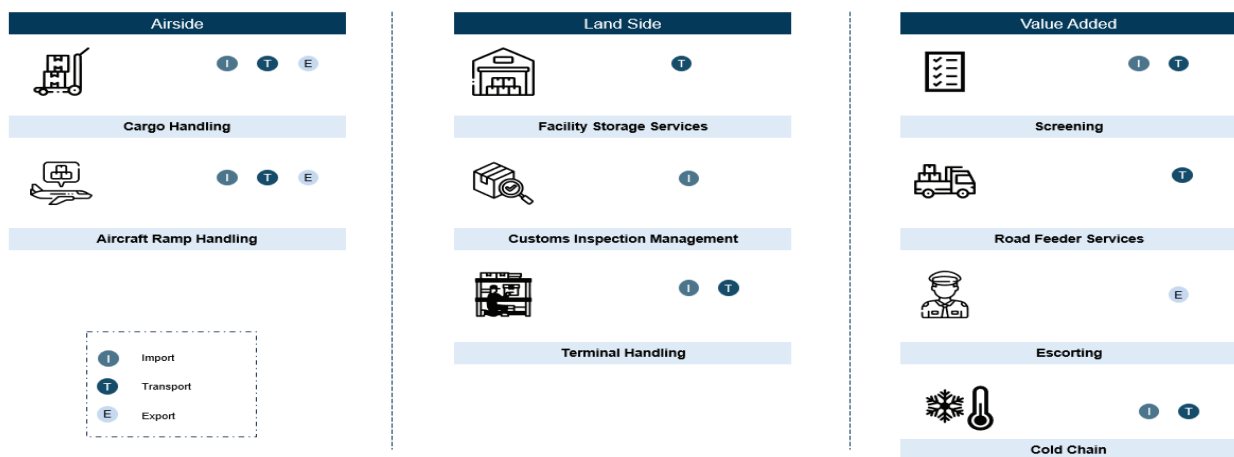 Airside
I T E
Cargo Handling
I T E
Aircraft Ramp Handling
I Import
T Transport
E Export
Land Side
T
Facility Storage Services
I
Customs Inspection Management
I T
Terminal Handling
Value Added
I T
Screening
T
Road Feeder Services
E
Escorting
I T
Cold Chain